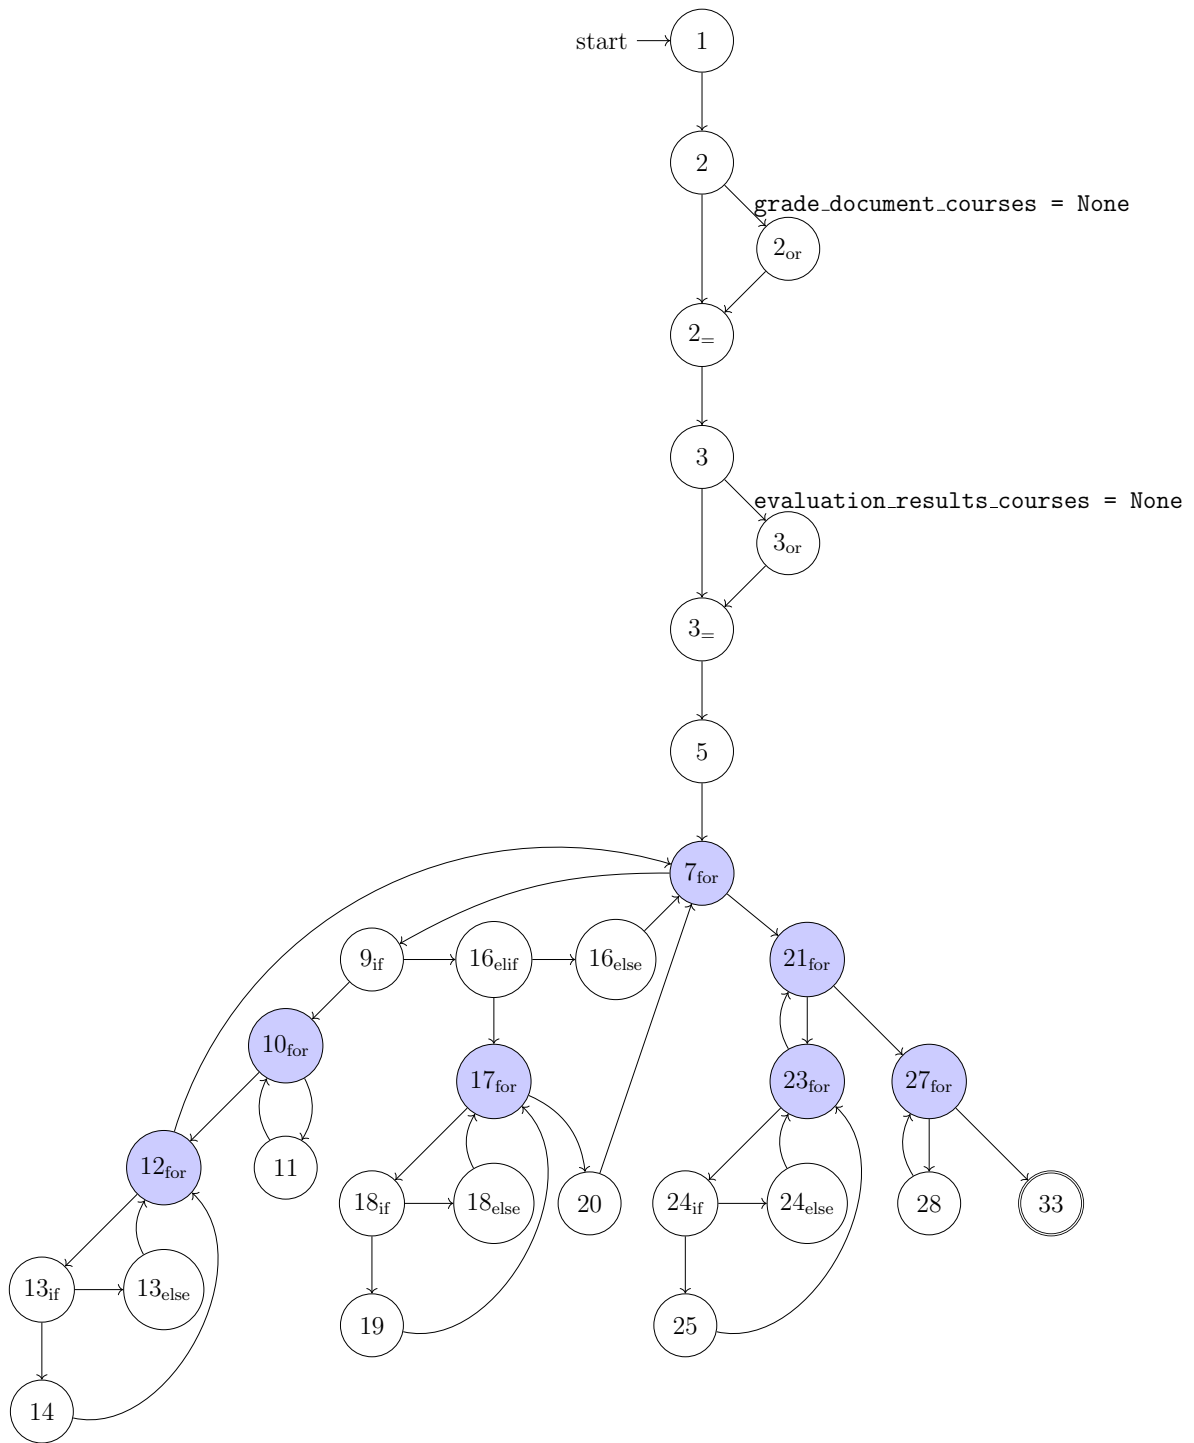 start 1
2
grade_document_courses = None
2or
2=
3
evaluation_results_courses = None
3or
3=
5
7for
9if 16elif 16else 21for
10for
17for 23for 27for
12for 11
18if 18else 20 24if 24else 28 33
13if 13else
19 25
14